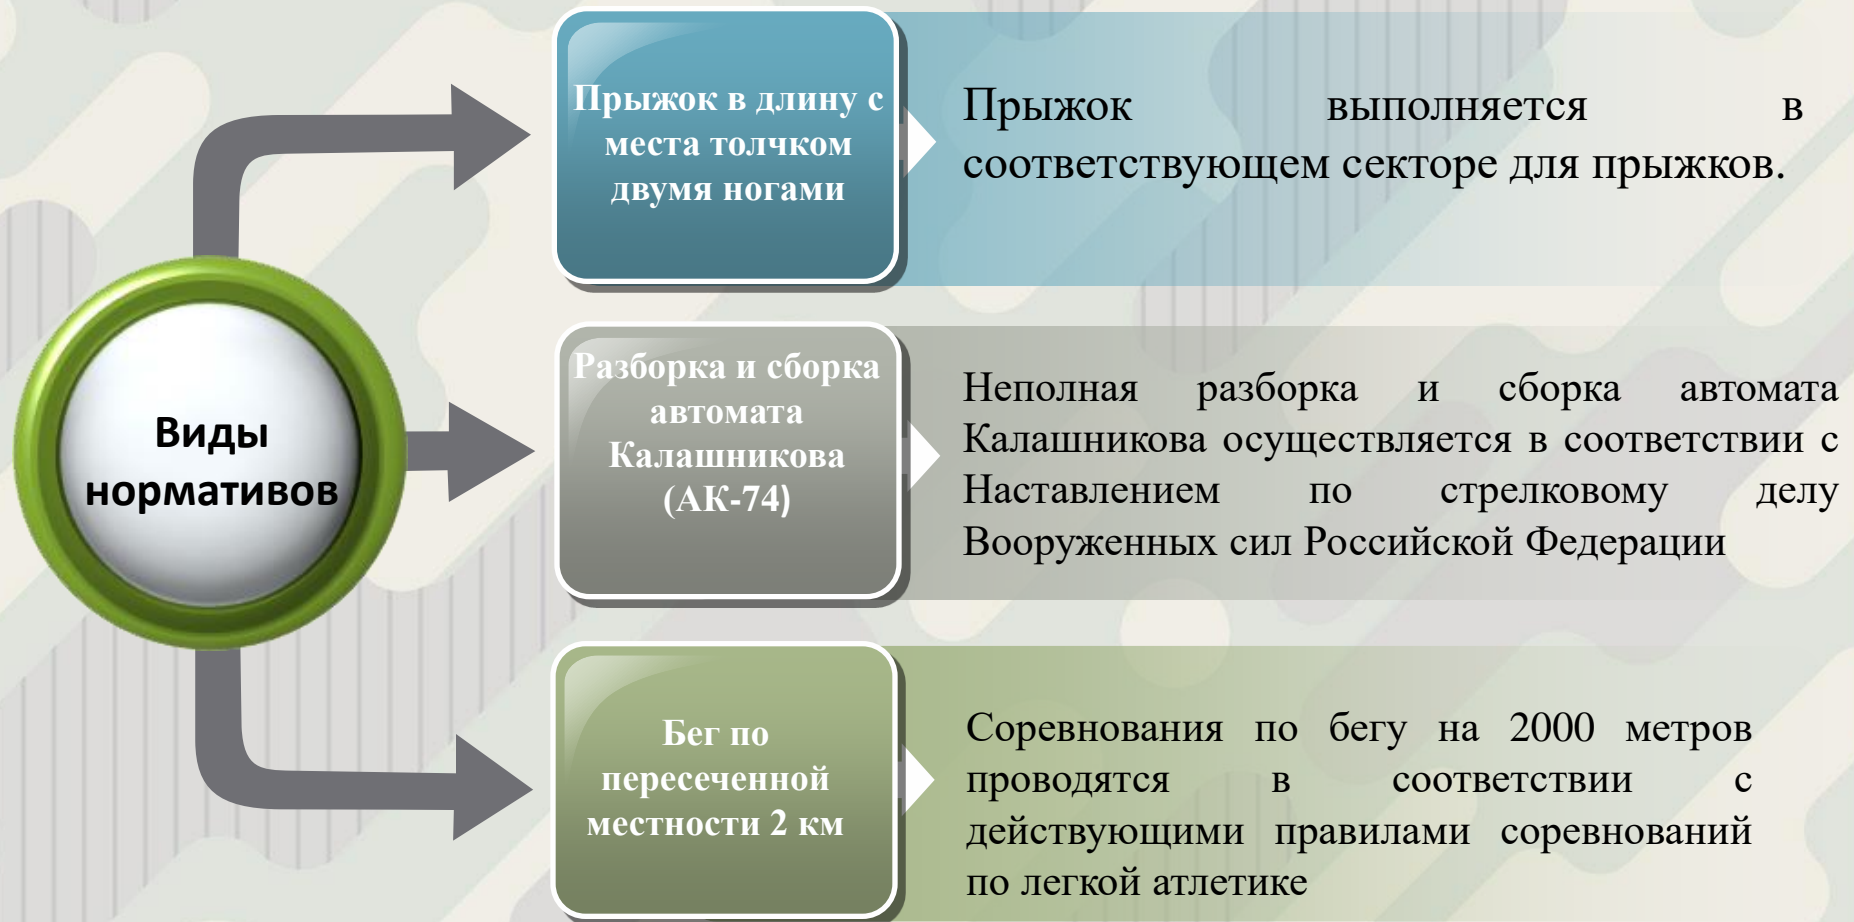 Виды
нормативов
Прыжок в длину с
места толчком
двумя ногами
Прыжок выполняется в
соответствующем секторе для прыжков.
Разборка и сборка
автомата
Калашникова
(АК-74)
Неполная разборка и сборка автомата
Калашникова осуществляется в соответствии с
Наставлением по стрелковому делу
Вооруженных сил Российской Федерации
Бег по
пересеченной
местности 2 км
Соревнования по бегу на 2000 метров
проводятся в соответствии с
действующими правилами соревнований
по легкой атлетике